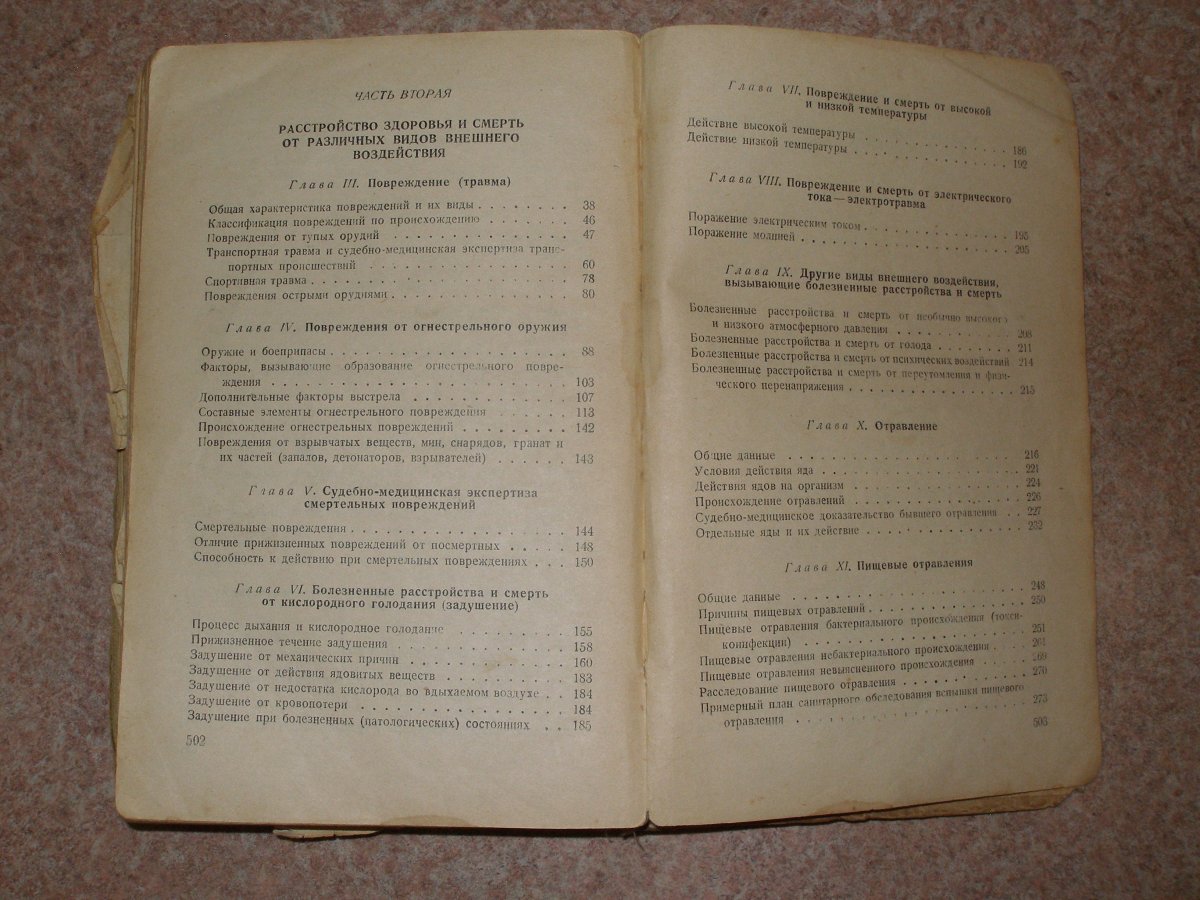 ЧАСТЬ ВТОРАЯ
РАССТРОЙСТВО ЗДОРОВЬЯ И СМЕРТЬ
ОТ РАЗЛИЧНЫХ ВИДОВ ВНЕШНЕГО
ВОЗДЕЙСТВИЯ
Глава III. Повреждение (травма)
Общая характеристика повреждений и их виды . . . . . . . . 38
Классификация повреждений по происхождению . . . . . . . 46
Повреждения от тупых орудий . . . . . . . . . . . . . 47
Транспортная травма и судебно-медицинская экспертиза транс-
портных происшествий . . . . . . . . . . . . . . 60
Спортивная травма . . . . . . . . . . . . . . . . . . 78
Повреждения острыми орудиями . . . . . . . . . . . . . 80
Глава IV. Повреждения от огнестрельного оружия
Оружие и боеприпасы . . . . . . . . . . . . . . . . . 88
Факторы, вызывающие образование огнестрельного повре-
ждения . . . . . . . . . . . . . . . . . . . . 103
Дополнительные факторы выстрела . . . . . . . . . . . 107
Составные элементы огнестрельного повреждения . . . . . 113
Происхождение огнестрельных повреждений . . . . . . . . 142
Повреждения от взрывчатых веществ, мин, снарядов, гранат и
их частей (запалов, детонаторов, взрывателей) . . . . . 143
Глава V. Судебно-медицинская экспертиза
смертельных повреждений
Смертельные повреждения . . . . . . . . . . . . . . . 144
Отличие прижизненных повреждений от посмертных . . . . . 148
Способность к действию при смертельных повреждениях . . . 150
Глава VI. Болезненные расстройства и смерть
от кислородного голодания (задушение)
Процесс дыхания и кислородное голодание . . . . . . . . 155
Прижизненное течение задушения . . . . . . . . . . . . 158
Задушение от механических причин . . . . . . . . . . . 160
Задушение от действия ядовитых веществ . . . . . . . . 183
Задушение от недостатка кислорода во вдыхаемом воздухе . . 184
Задушение от кровопотери . . . . . . . . . . . . . . . 184
Задушение при болезненных (патологических) состояниях . . 185
502
Глава VII. Повреждение и смерть от высокой
и низкой температуры
Действие высокой температуры . . . . . . . . . . . . . 186
Действие низкой температуры . . . . . . . . . . . . . 192
Глава VIII. Повреждение и смерть от электрического
тока — электротравма
Поражение электрическим током . . . . . . . . . . . . 195
Поражение молнией . . . . . . . . . . . . . . . . . . 205
Глава IX. Другие виды внешнего воздействия,
вызывающие болезненные расстройства и смерть
Болезненные расстройства и смерть от необычно высокого
и низкого атмосферного давления . . . . . . . . . . 208
Болезненные расстройства и смерть от голода . . . . . . . 211
Болезненные расстройства и смерть от психических воздействий 214
Болезненные расстройства и смерть от переутомления и физи-
ческого перенапряжения . . . . . . . . . . . . . . 215
Глава X. Отравление
Общие данные . . . . . . . . . . . . . . . . . . . 216
Условия действия яда . . . . . . . . . . . . . . . . 221
Действия ядов на организм . . . . . . . . . . . . . . 224
Происхождение отравлений . . . . . . . . . . . . . . 226
Судебно-медицинское доказательство бывшего отравления . . 227
Отдельные яды и их действие . . . . . . . . . . . . . 232
Глава XI. Пищевые отравления
Общие данные . . . . . . . . . . . . . . . . . . . 248
Причины пищевых отравлений . . . . . . . . . . . . . 250
Пищевые отравления бактериального происхождения (токси-
коинфекции) . . . . . . . . . . . . . . . . . . 251
Пищевые отравления небактериального происхождения . . . . 261
Пищевые отравления невыясненного происхождения . . . . . 269
Расследование пищевого отравления . . . . . . . . . . . 270
Примерный план санитарного обследования вспышки пищевого
отравления . . . . . . . . . . . . . . . . . . . 273
503